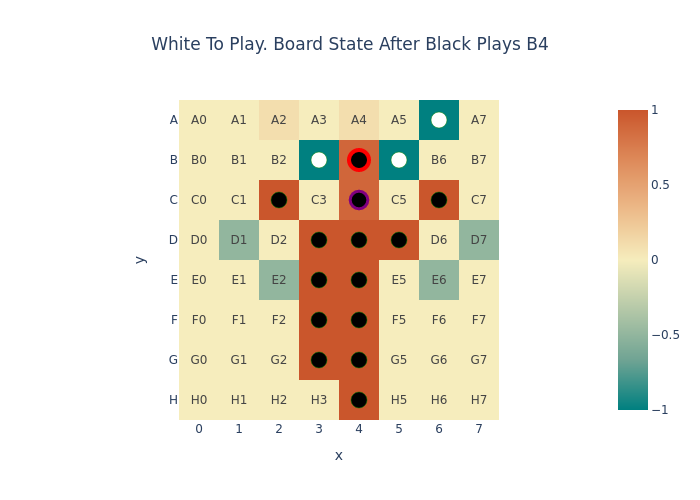 White To Play. Board State After Black Plays B4
A A0 A1 A2 A3 A4 A5 A7 1
B B0 B1 B2 B6 B7
C C0 C1 C3 C5 C7 0.5
D D0 D1 D2 D6 D7
y 0
E E0 E1 E2 E5 E6 E7
F F0 F1 F2 F5 F6 F7 −0.5
G G0 G1 G2 G5 G6 G7
H H0 H1 H2 H3 H5 H6 H7 −1
0 1 2 3 4 5 6 7
x